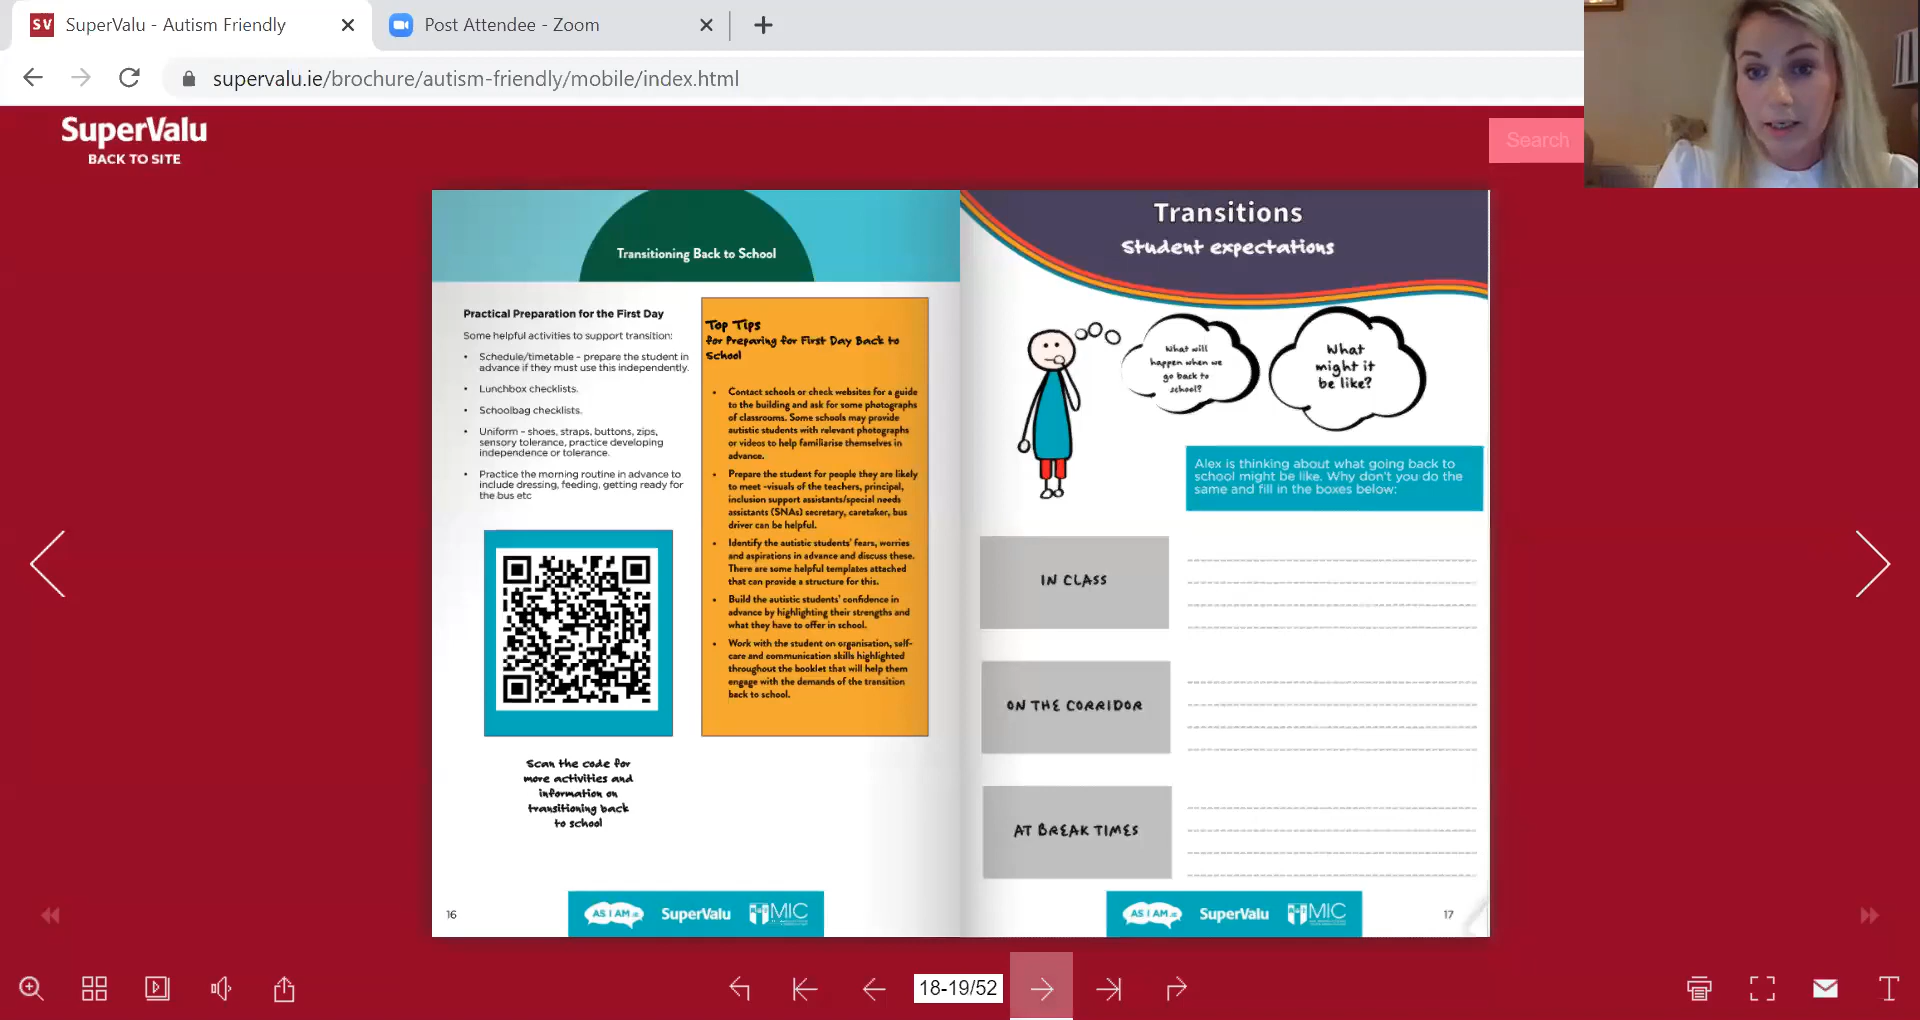 SV SuperValu - Autism Friendly
Post Attendee - Zoom
supervalu.ie/brochure/autism-friendly/mobile/index.html
SuperValu
BACK TO SITE
Search
Transitioning Back to School
Practical Preparation for the First Day
Some helpful activities to support transition:
• Schedule/timetable – prepare the student in
advance if they must use this independently.
• Lunchbox checklists.
• Schoolbag checklists.
• Uniform – shoes, straps, buttons, zips,
sensory tolerance, practice developing
independence or tolerance.
• Practice the morning routine in advance to
include dressing, feeding, getting ready for
the bus etc
Scan the code for
more activities and
information on
transitioning back
to school
Top Tips
for Preparing for First Day Back to
School
• Contact schools or check websites for a guide
to the building and ask for some photographs
of classrooms. Some schools may provide
autistic students with relevant photographs
or videos to help familiarise themselves in
advance.
• Prepare the student for people they are likely
to meet –visuals of the teachers, principal,
inclusion support assistants/special needs
assistants (SNAs) secretary, caretaker, bus
driver can be helpful.
• Identify the autistic students' fears, worries
and aspirations in advance and discuss these.
There are some helpful templates attached
that can provide a structure for this.
• Build the autistic students' confidence in
advance by highlighting their strengths and
what they have to offer in school.
• Work with the student on organisation, self-
care and communication skills highlighted
throughout the booklet that will help them
engage with the demands of the transition
back to school.
16
AS I AM.ie SuperValu MIC
Transitions
Student expectations
What will
happen when we
go back to
school?
What
might it
be like?
Alex is thinking about what going back to
school might be like. Why don't you do the
same and fill in the boxes below:
IN CLASS
ON THE CORRIDOR
AT BREAK TIMES
AS I AM.ie SuperValu MIC
17
18-19/52